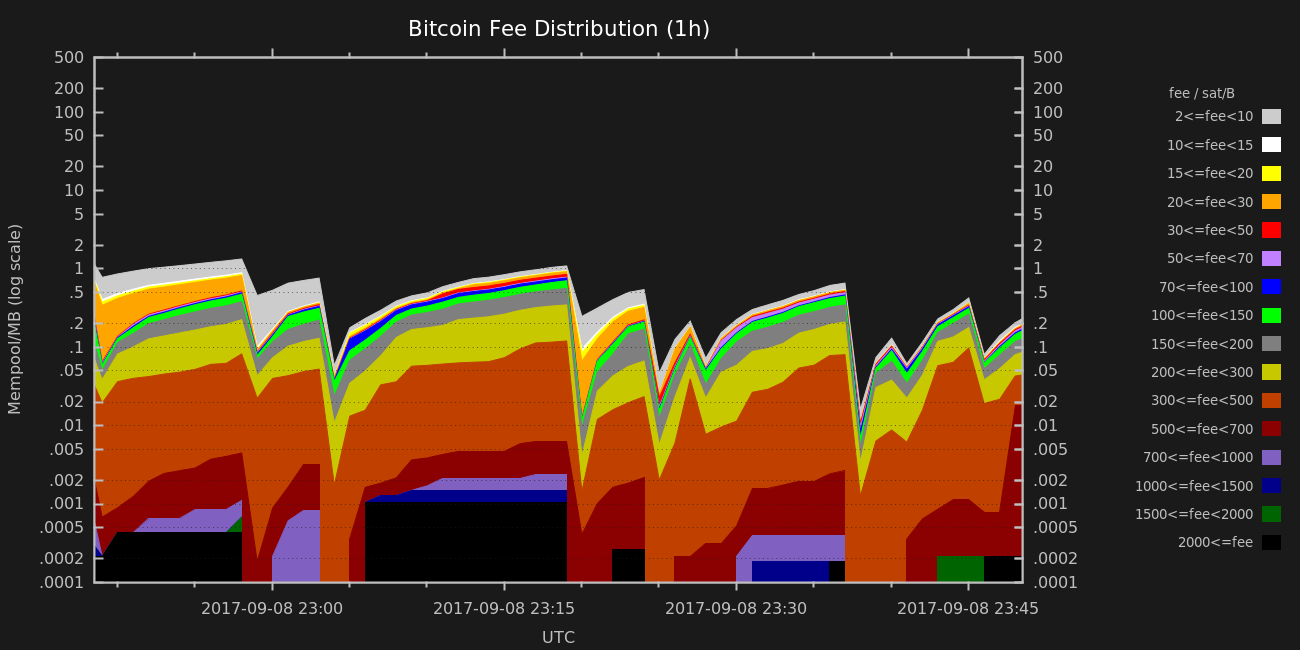 Bitcoin Fee Distribution (1h)
500 500
200 200
100 100
50 50
20 20
10 10
5 5
2 2
1 1
.5 .5
.2 .2
.1 .1
.05 .05
.02 .02
.01 .01
.005 .005
.002 .002
.001 .001
.0005 .0005
.0002 .0002
.0001 .0001
Mempool/MB (log scale)
2017-09-08 23:00 2017-09-08 23:15 2017-09-08 23:30 2017-09-08 23:45
UTC
fee / sat/B
2<=fee<10
10<=fee<15
15<=fee<20
20<=fee<30
30<=fee<50
50<=fee<70
70<=fee<100
100<=fee<150
150<=fee<200
200<=fee<300
300<=fee<500
500<=fee<700
700<=fee<1000
1000<=fee<1500
1500<=fee<2000
2000<=fee